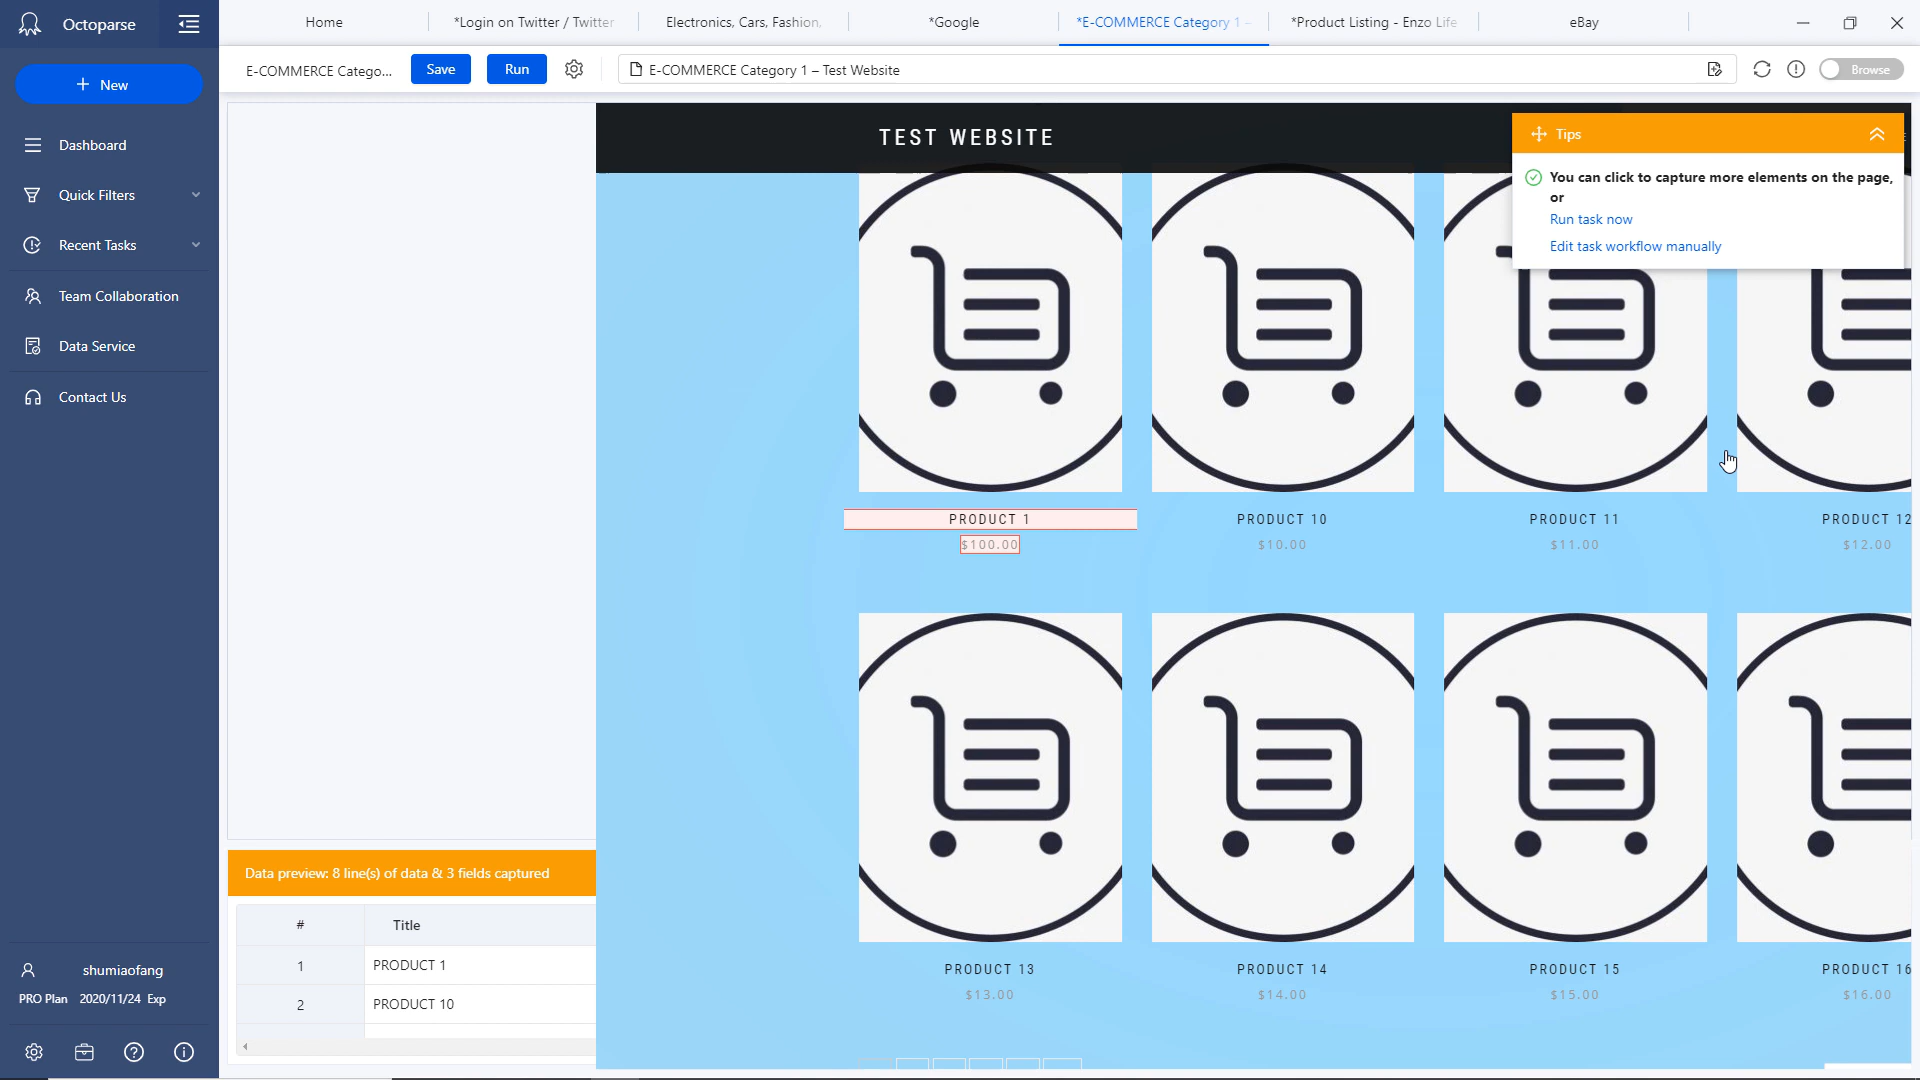 Octoparse
Home
*Login on Twitter / Twitter
Electronics, Cars, Fashion,
*Google
*E-COMMERCE Category 1 –
*Product Listing - Enzo Life
eBay
E-COMMERCE Catego...
Save
Run
E-COMMERCE Category 1 – Test Website
Browse
New
Dashboard
Quick Filters
Recent Tasks
Team Collaboration
Data Service
Contact Us
TEST WEBSITE
Tips
You can click to capture more elements on the page,
or
Run task now
Edit task workflow manually
PRODUCT 1
PRODUCT 10
PRODUCT 11
PRODUCT 12
$100.00
$10.00
$11.00
$12.00
PRODUCT 13
PRODUCT 14
PRODUCT 15
PRODUCT 16
$13.00
$14.00
$15.00
$16.00
Data preview: 8 line(s) of data & 3 fields captured
# Title
1 PRODUCT 1
2 PRODUCT 10
shumiaofang
PRO Plan 2020/11/24 Exp